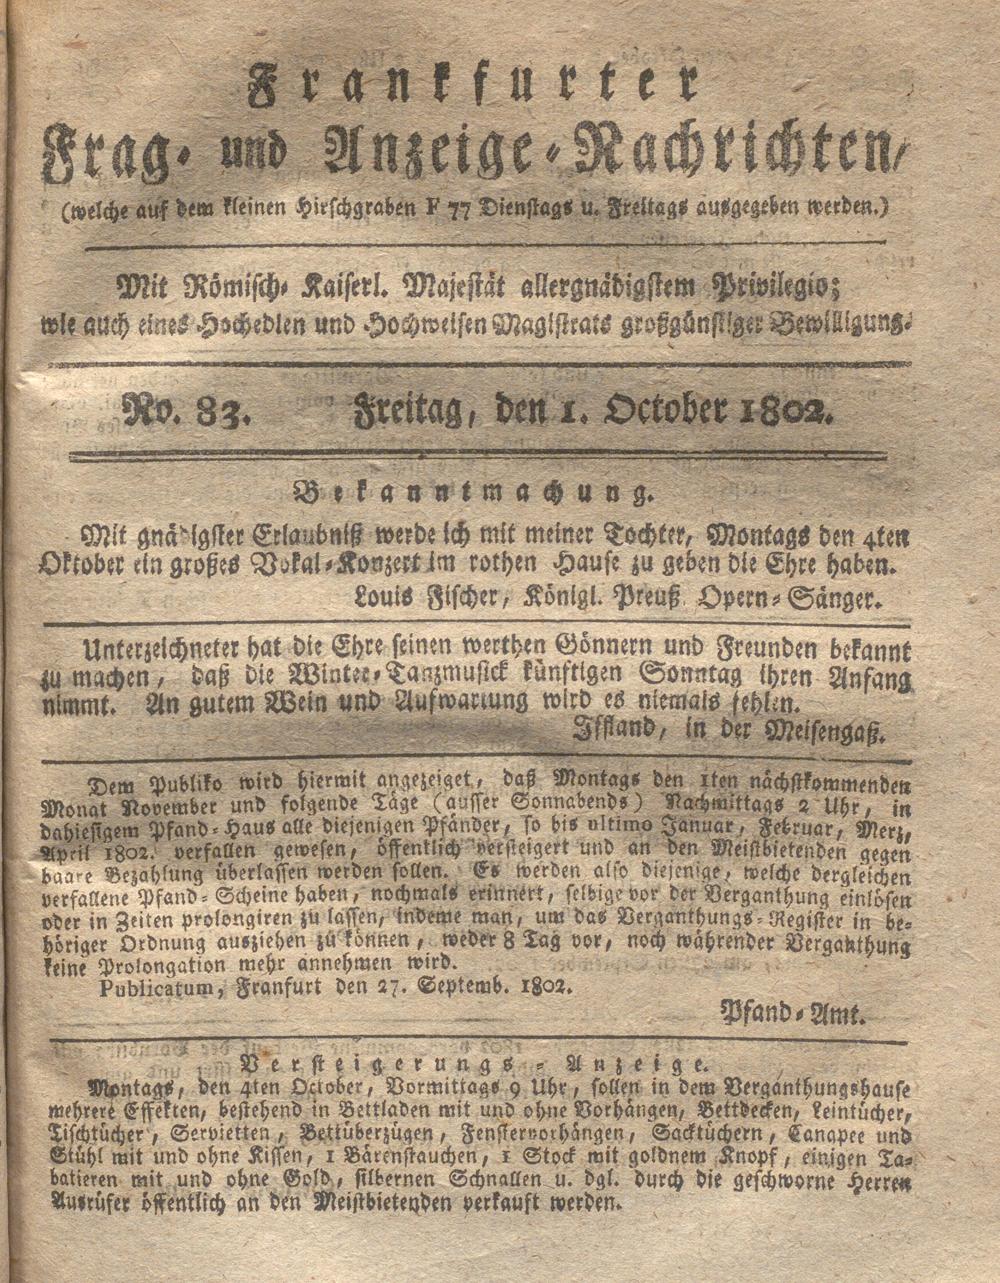 Frankfurter
Frag- und Anzeige-Nachrichten,
(welche auf dem kleinen Hirschgraben F 77 Dienstags u. Freitags ausgegeben werden.)
Mit Römisch-Kaiserl. Majestät allergnädigstem Privilegio;
wie auch eines Hochedlen und Hochweisen Magistrats großgünstiger Bewilligung.
No. 83. Freitag, den 1. October 1802.
Bekanntmachung.
Mit gnädigster Erlaubniß werde ich mit meiner Tochter, Montags den 4ten
Oktober ein großes Vokal-Konzert im rothen Hause zu geben die Ehre haben.
Louis Fischer, Königl. Preuß. Opern-Sänger.
Unterzeichneter hat die Ehre seinen werthen Gönnern und Freunden bekannt
zu machen, daß die Winter-Tanzmusick künftigen Sonntag ihren Anfang
nimmt. An gutem Wein und Aufwartung wird es niemals fehlen.
Iffland, in der Meisengaß.
Dem Publiko wird hiermit angezeiget, daß Montags den 1ten nächstkommenden
Monat November und folgende Täge (ausser Sonnabends) Nachmittags 2 Uhr, in
dahiesigem Pfand-Haus alle diejenigen Pfänder, so bis ultimo Januar, Februar, Merz,
April 1802. verfallen gewesen, öffentlich versteigert und an den Meistbietenden gegen
baare Bezahlung überlassen werden sollen. Es werden also diejenige, welche dergleichen
verfallene Pfand-Scheine haben, nochmals erinnert, selbige vor der Verganthung einlösen
oder in Zeiten prolongiren zu lassen, indeme man, um das Verganthungs-Register in be-
höriger Ordnung ausziehen zu können, weder 8 Tag vor, noch währender Verganthung
keine Prolongation mehr annehmen wird.
Publicatum, Franfurt den 27. Septemb. 1802.
Pfand-Amt.
Versteigerungs-Anzeige.
Montags, den 4ten October, Vormittags 9 Uhr, sollen in dem Verganthungshause
mehrere Effekten, bestehend in Bettladen mit und ohne Vorhängen, Bettdecken, Leintücher,
Tischtücher, Servietten, Bettüberzügen, Fenstervorhängen, Sacktüchern, Canapee und
Stühl mit und ohne Kissen, 1 Bärenstauchen, 1 Stock mit goldnem Knopf, einigen Ta-
batieren mit und ohne Gold, silbernen Schnallen u. dgl. durch die geschworne Herren
Ausrüfer öffentlich an den Meistbietenden verkauft werden.